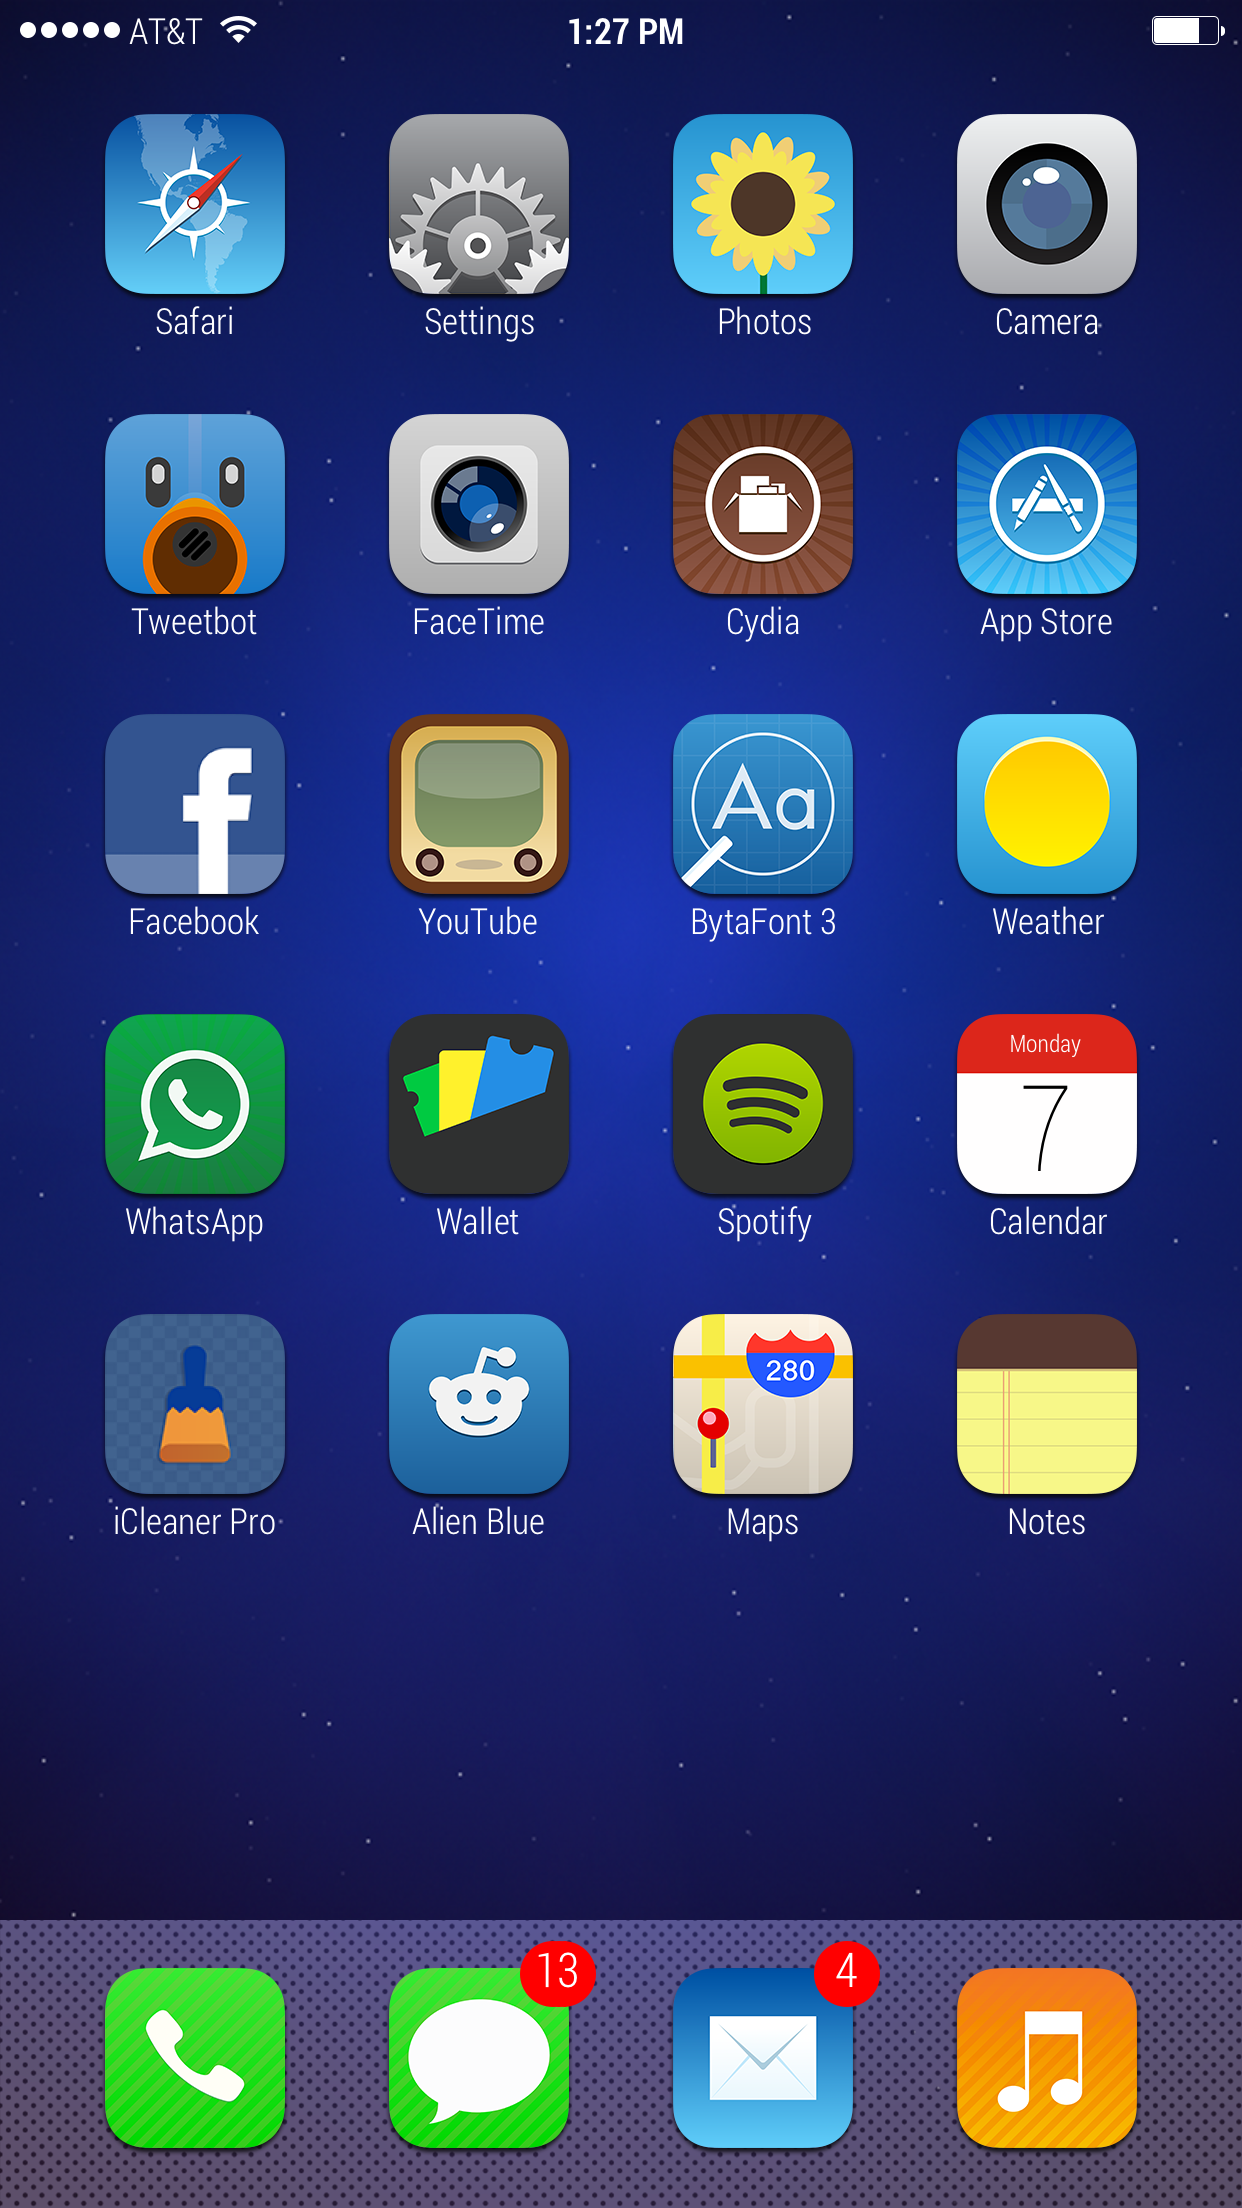 AT&T 1:27 PM
Safari Settings Photos Camera
Tweetbot FaceTime Cydia App Store
Aa
Facebook YouTube BytaFont 3 Weather
Monday
7
WhatsApp Wallet Spotify Calendar
280
iCleaner Pro Alien Blue Maps Notes
13 4